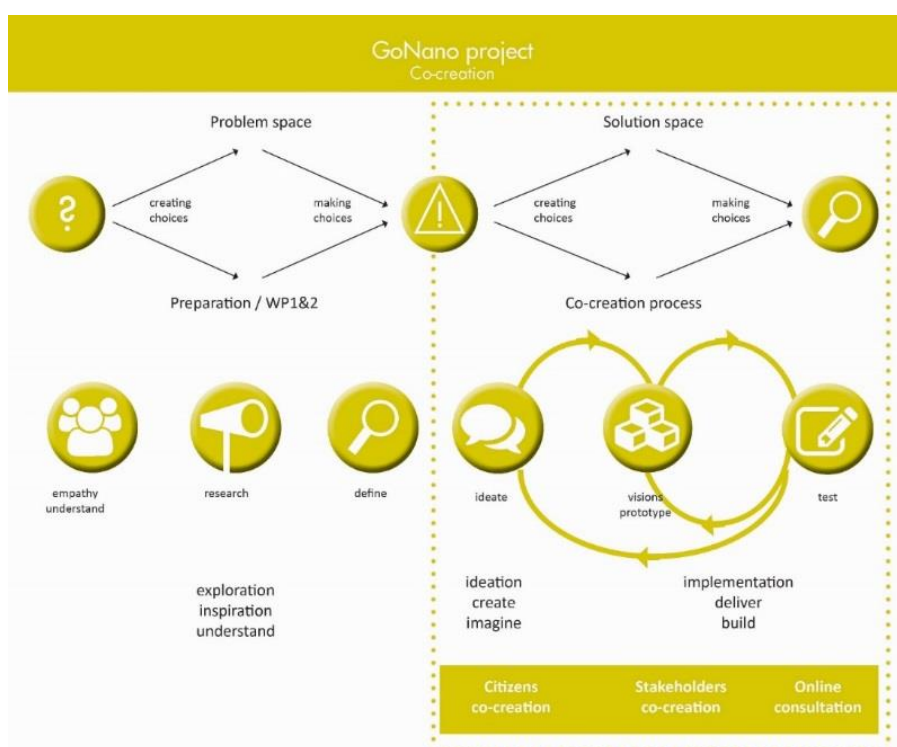 GoNano project
Co-creation
Problem space
Solution space
?
creating
choices
making
choices
!
creating
choices
making
choices
Preparation / WP1&2
Co-creation process
empathy
understand
research
define
ideate
visions
prototype
test
exploration
inspiration
understand
ideation
create
imagine
implementation
deliver
build
Citizens
co-creation
Stakeholders
co-creation
Online
consultation